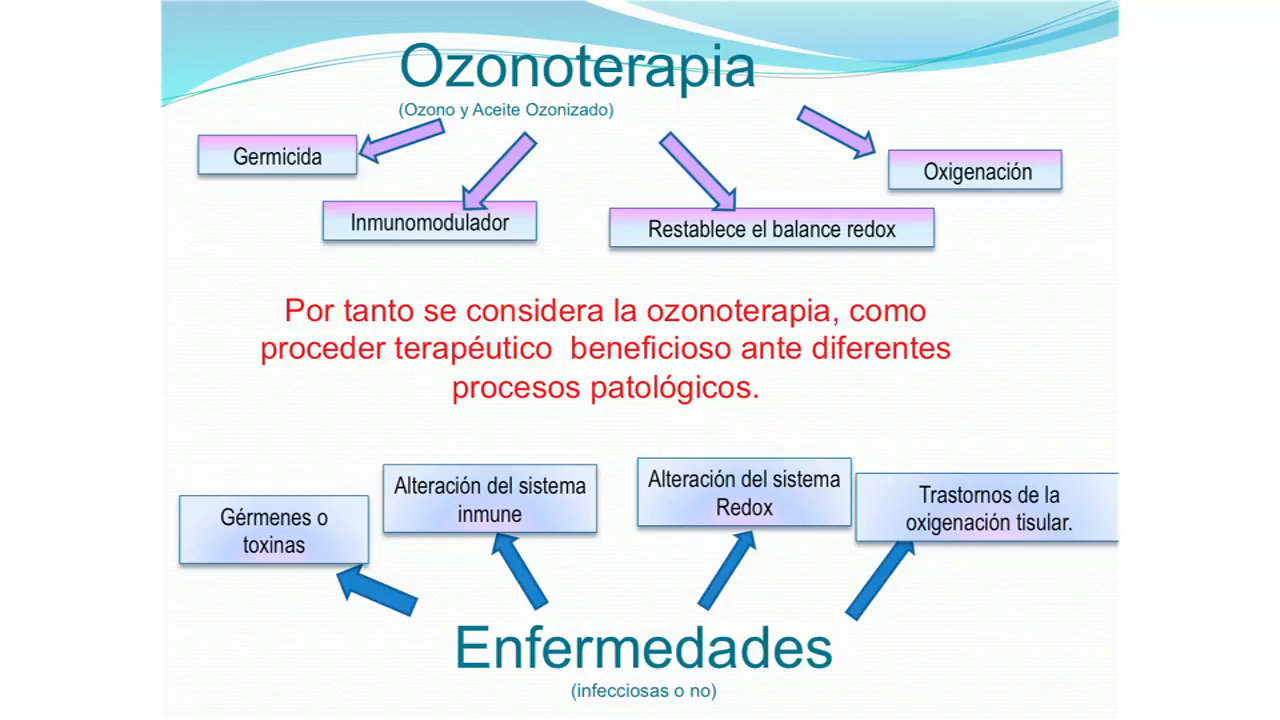 Ozonoterapia
(Ozono y Aceite Ozonizado)
Germicida
Oxigenación
Inmunomodulador
Restablece el balance redox
Por tanto se considera la ozonoterapia, como
proceder terapéutico  beneficioso ante diferentes
procesos patológicos.
Gérmenes o
toxinas
Alteración del sistema
inmune
Alteración del sistema
Redox
Trastornos de la
oxigenación tisular.
Enfermedades
(infecciosas o no)